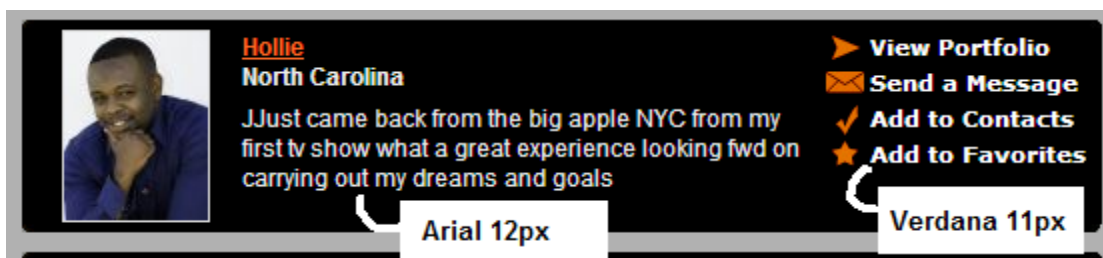 Hollie
North Carolina
JJust came back from the big apple NYC from my
first tv show what a great experience looking fwd on
carrying out my dreams and goals
View Portfolio
Send a Message
Add to Contacts
Add to Favorites
Arial 12px
Verdana 11px